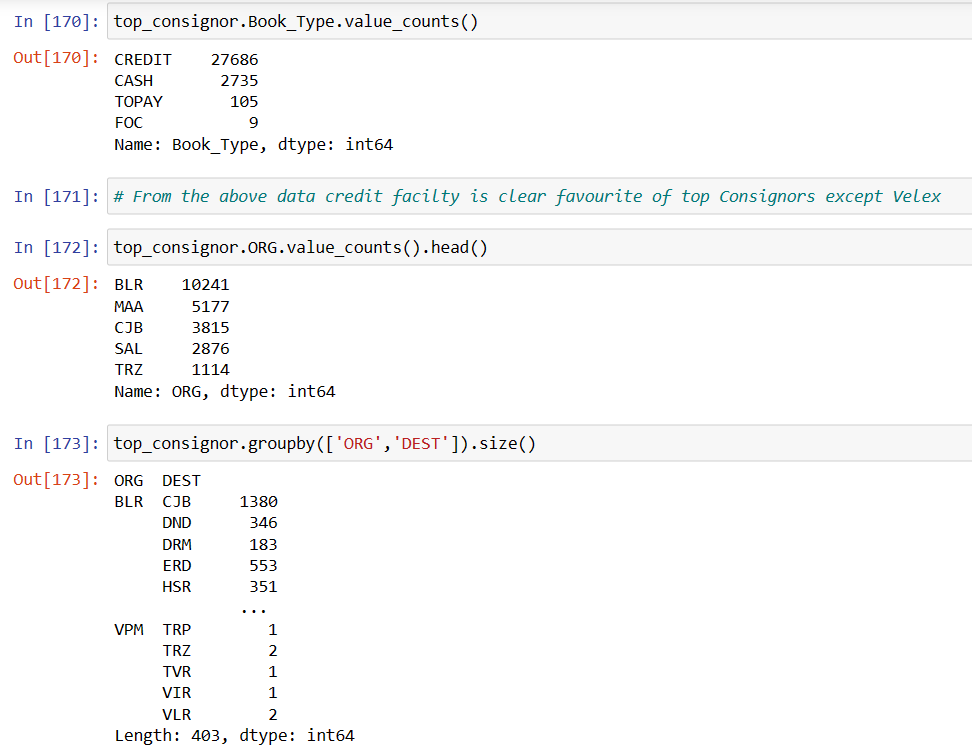 In [170]: top_consignor.Book_Type.value_counts()
Out[170]: CREDIT    27686
CASH       2735
TOPAY       105
FOC           9
Name: Book_Type, dtype: int64
In [171]: # From the above data credit facilty is clear favourite of top Consignors except Velex
In [172]: top_consignor.ORG.value_counts().head()
Out[172]: BLR    10241
MAA     5177
CJB     3815
SAL     2876
TRZ     1114
Name: ORG, dtype: int64
In [173]: top_consignor.groupby(['ORG','DEST']).size()
Out[173]: ORG  DEST
BLR  CJB     1380
DND      346
DRM      183
ERD      553
HSR      351
...
VPM  TRP        1
TRZ        2
TVR        1
VIR        1
VLR        2
Length: 403, dtype: int64